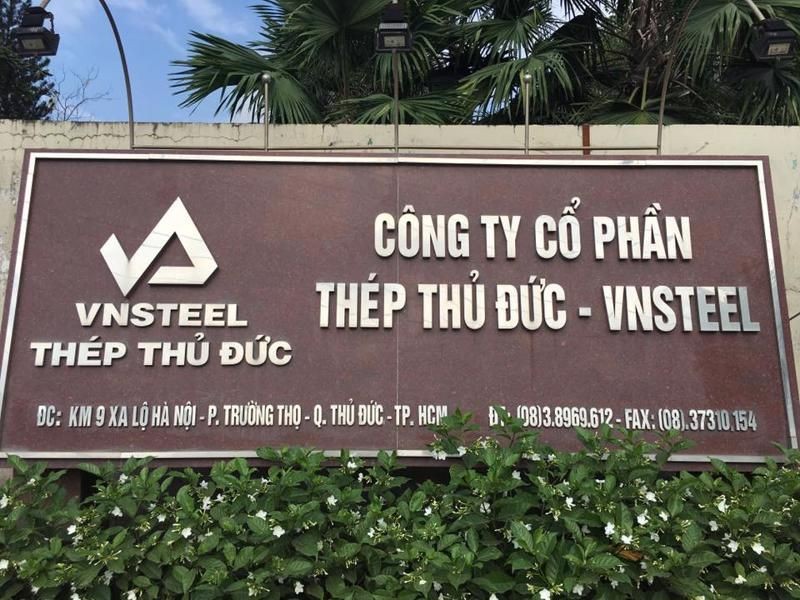 VNSTEEL
THÉP THỦ ĐỨC
CÔNG TY CỔ PHẦN
THÉP THỦ ĐỨC - VNSTEEL
ĐC: KM 9 XA LỘ HÀ NỘI - P. TRƯỜNG THỌ - Q. THỦ ĐỨC - TP. HCM ĐT: (08)3.8969.612 - FAX: (08).37310.154